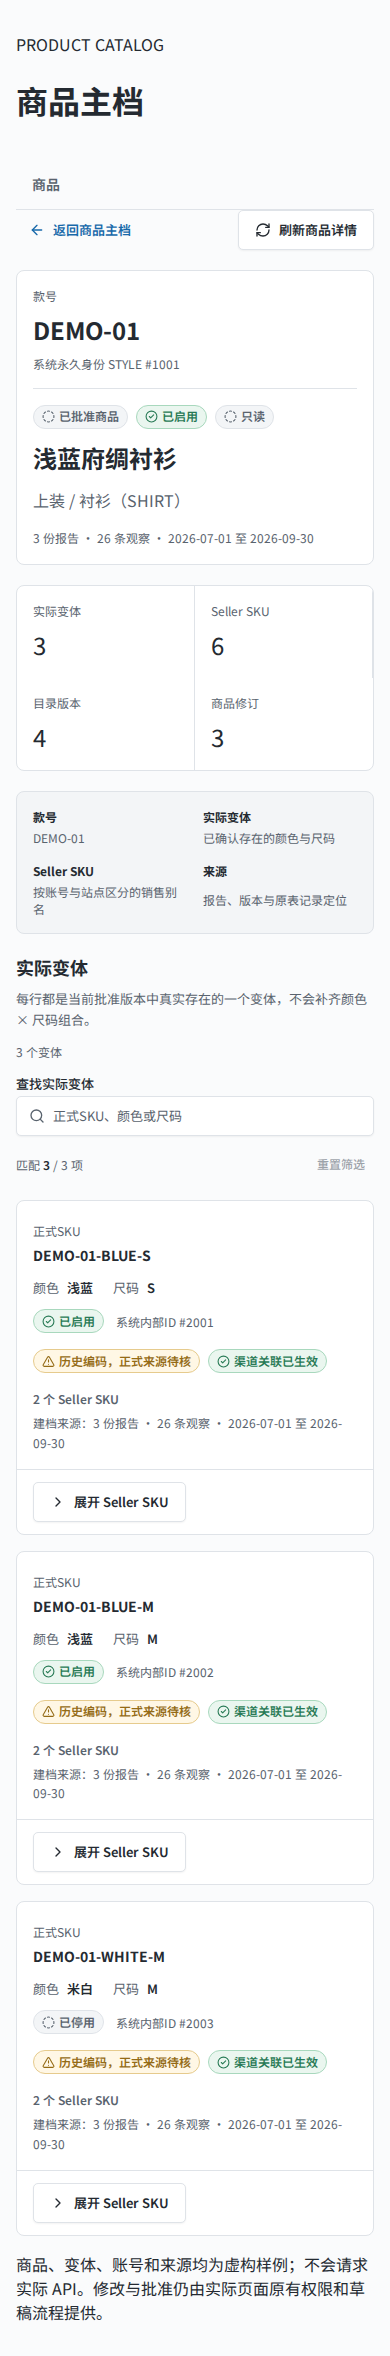 PRODUCT CATALOG
商品主档
商品
返回商品主档
刷新商品详情
款号
DEMO-01
系统永久身份 STYLE #1001
已批准商品
已启用
只读
浅蓝府绸衬衫
上装 / 衬衫（SHIRT）
3 份报告 · 26 条观察 · 2026-07-01 至 2026-09-30
实际变体
3
Seller SKU
6
目录版本
4
商品修订
3
款号
DEMO-01
实际变体
已确认存在的颜色与尺码
Seller SKU
按账号与站点区分的销售别
名
来源
报告、版本与原表记录定位
实际变体
每行都是当前批准版本中真实存在的一个变体，不会补齐颜色
× 尺码组合。
3 个变体
查找实际变体
正式SKU、颜色或尺码
匹配 3 / 3 项
重置筛选
正式SKU
DEMO-01-BLUE-S
颜色 浅蓝 尺码 S
已启用 系统内部ID #2001
历史编码，正式来源待核
渠道关联已生效
2 个 Seller SKU
建档来源：3 份报告 · 26 条观察 · 2026-07-01 至 2026-
09-30
展开 Seller SKU
正式SKU
DEMO-01-BLUE-M
颜色 浅蓝 尺码 M
已启用 系统内部ID #2002
历史编码，正式来源待核
渠道关联已生效
2 个 Seller SKU
建档来源：3 份报告 · 26 条观察 · 2026-07-01 至 2026-
09-30
展开 Seller SKU
正式SKU
DEMO-01-WHITE-M
颜色 米白 尺码 M
已停用 系统内部ID #2003
历史编码，正式来源待核
渠道关联已生效
2 个 Seller SKU
建档来源：3 份报告 · 26 条观察 · 2026-07-01 至 2026-
09-30
展开 Seller SKU
商品、变体、账号和来源均为虚构样例；不会请求
实际 API。修改与批准仍由实际页面原有权限和草
稿流程提供。